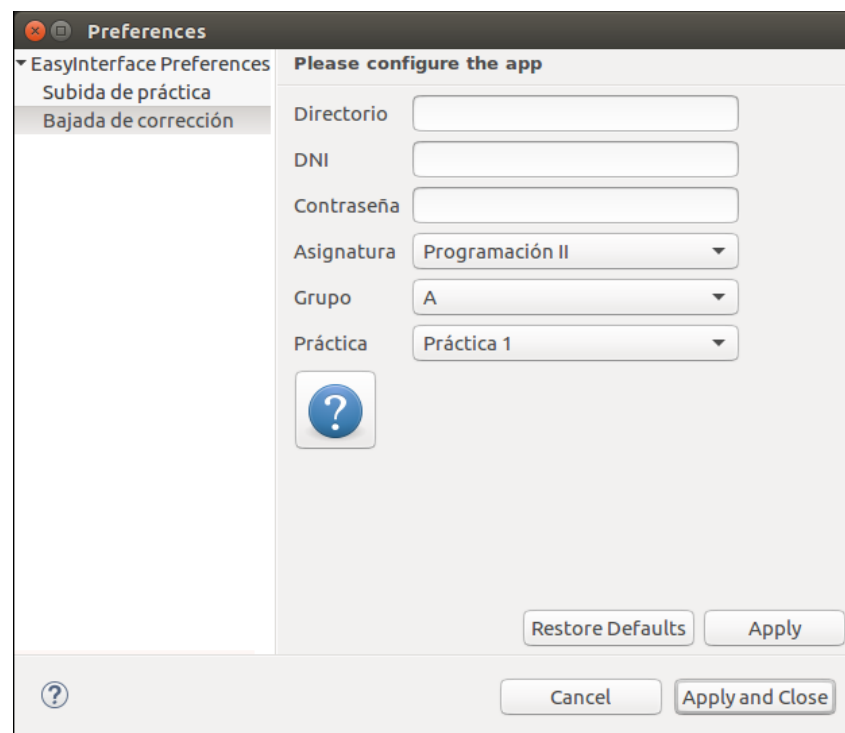 Preferences
EasyInterface Preferences
Subida de práctica
Bajada de corrección
Please configure the app
Directorio
DNI
Contraseña
Asignatura Programación II
Grupo A
Práctica Práctica 1
?
Restore Defaults Apply
? Cancel Apply and Close